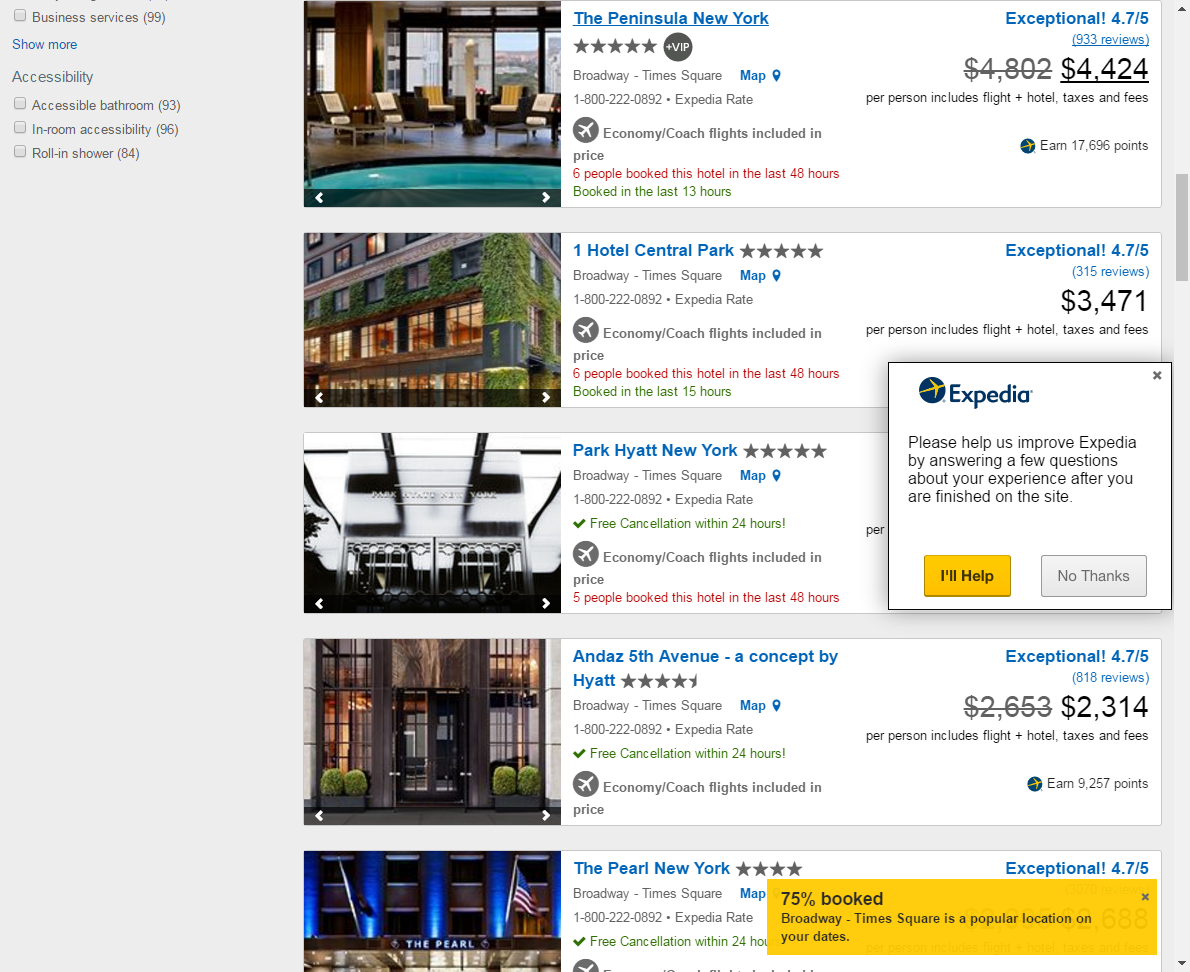 Business services (99)
Show more
Accessibility
Accessible bathroom (93)
In-room accessibility (96)
Roll-in shower (84)
The Peninsula New York
+VIP
Broadway - Times Square Map
1-800-222-0892 • Expedia Rate
Economy/Coach flights included in
price
6 people booked this hotel in the last 48 hours
Booked in the last 13 hours
Exceptional! 4.7/5
(933 reviews)
$4,802 $4,424
per person includes flight + hotel, taxes and fees
Earn 17,696 points
1 Hotel Central Park
Broadway - Times Square Map
1-800-222-0892 • Expedia Rate
Economy/Coach flights included in
price
6 people booked this hotel in the last 48 hours
Booked in the last 15 hours
Exceptional! 4.7/5
(315 reviews)
$3,471
per person includes flight + hotel, taxes and fees
PARK HYATT NEW YORK
Park Hyatt New York
Broadway - Times Square Map
1-800-222-0892 • Expedia Rate
Free Cancellation within 24 hours!
Economy/Coach flights included in
price
5 people booked this hotel in the last 48 hours
per
Expedia
Please help us improve Expedia
by answering a few questions
about your experience after you
are finished on the site.
I'll Help
No Thanks
Andaz 5th Avenue - a concept by
Hyatt
Broadway - Times Square Map
1-800-222-0892 • Expedia Rate
Free Cancellation within 24 hours!
Economy/Coach flights included in
price
Exceptional! 4.7/5
(818 reviews)
$2,653 $2,314
per person includes flight + hotel, taxes and fees
Earn 9,257 points
THE PEARL
The Pearl New York
Broadway - Times Square Map
1-800-222-0892 • Expedia Rate
Free Cancellation within 24 hou
Exceptional! 4.7/5
75% booked
Broadway - Times Square is a popular location on
your dates.